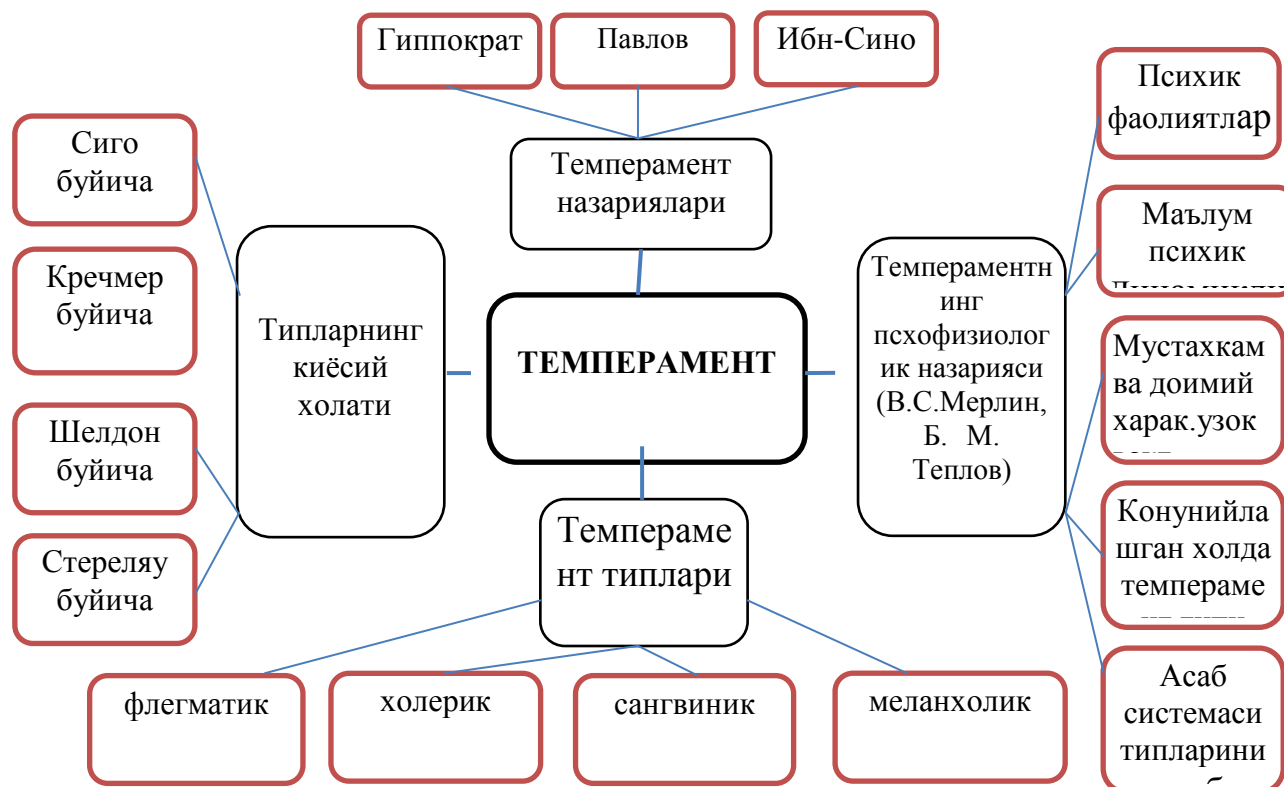 Гиппократ
Павлов
Ибн-Сино
Темперамент
назариялари
Сиго
буйича
Кречмер
буйича
Шелдон
буйича
Стереляу
буйича
Типларнинг
киёсий
холати
ТЕМПЕРАМЕНТ
Темпераментн
инг
псхофизиолог
ик назарияси
(В.С.Мерлин,
Б. М.
Теплов)
Психик
фаолиятлар
Маълум
психик
Мустахкам
ва доимий
харак.узок
Конунийла
шган холда
темпераме
Асаб
системаси
типларини
Темпераме
нт типлари
флегматик
холерик
сангвиник
меланхолик